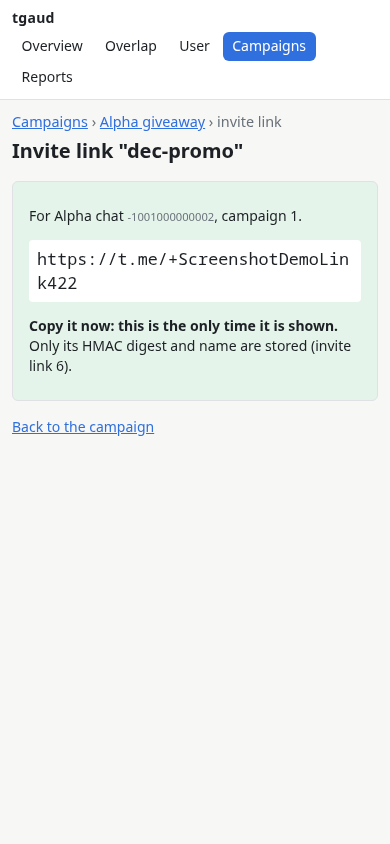 tgaud
Overview Overlap User Campaigns
Reports
Campaigns › Alpha giveaway › invite link
Invite link "dec-promo"
For Alpha chat -1001000000002, campaign 1.
https://t.me/+ScreenshotDemoLin
k422
Copy it now: this is the only time it is shown.
Only its HMAC digest and name are stored (invite
link 6).
Back to the campaign